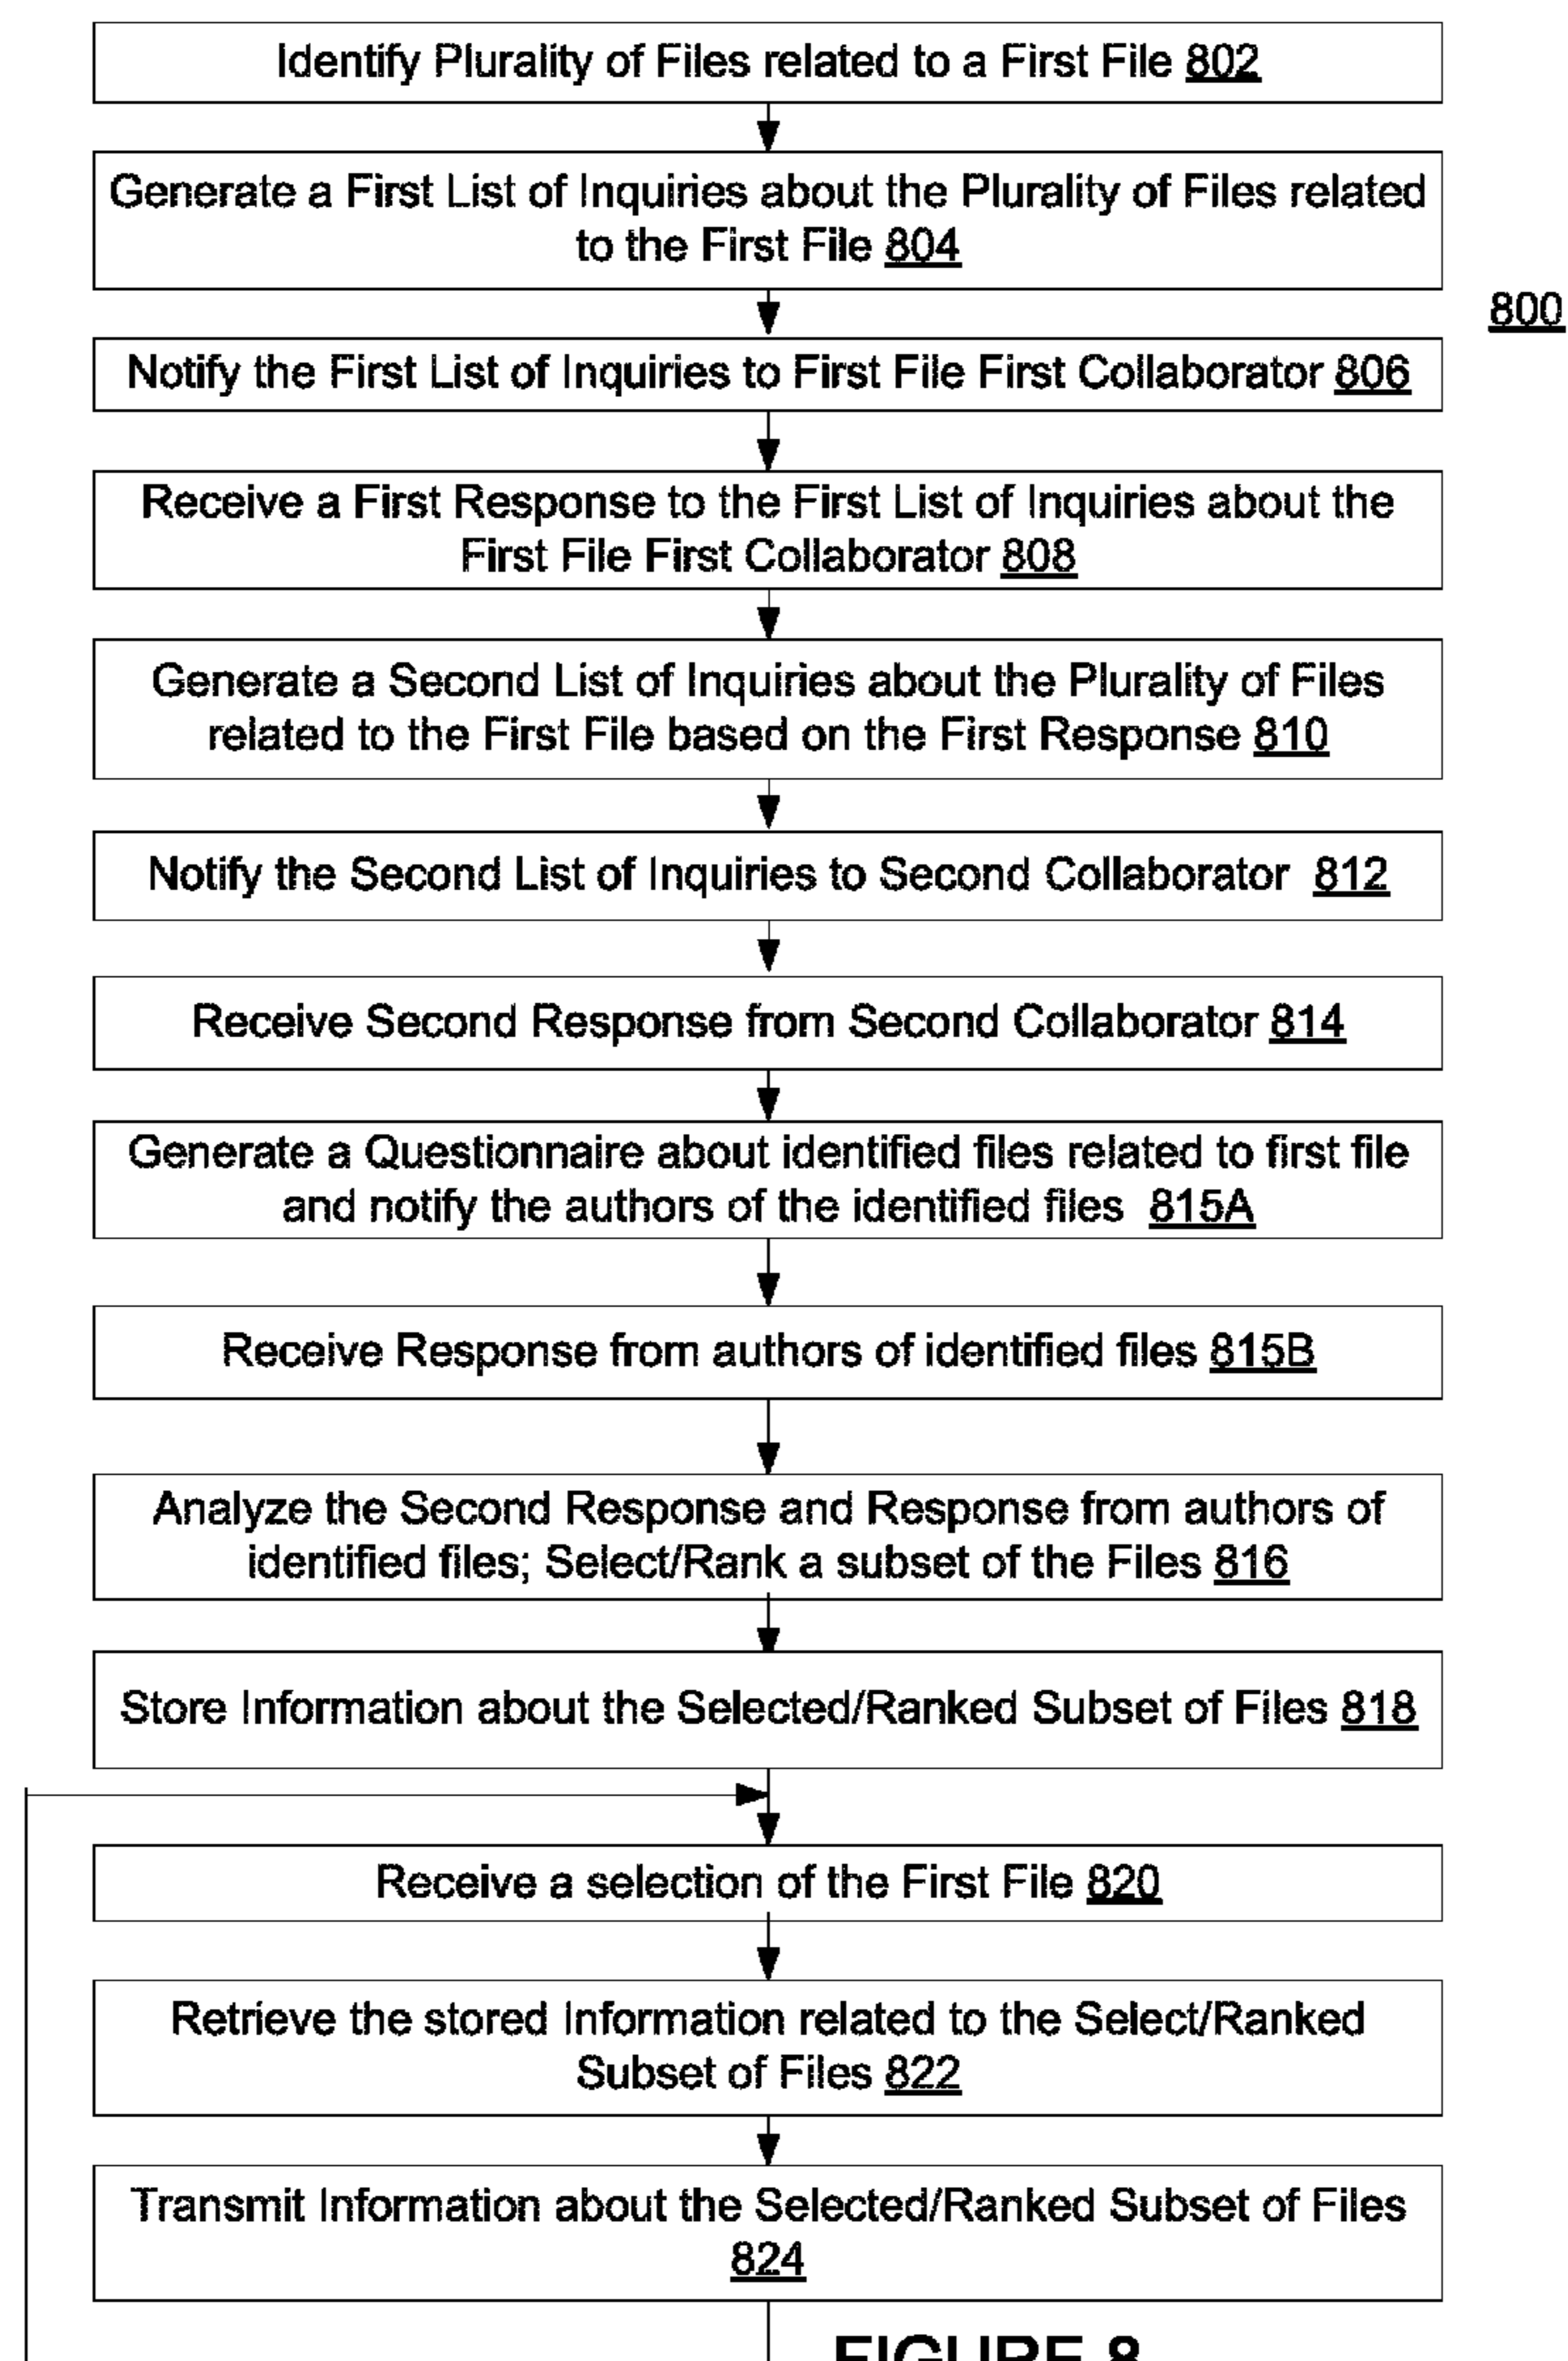 Identify Plurality of Files related to a First File 802
Generate a First List of Inquiries about the Plurality of Files related
to the First File 804
800
Notify the First List of Inquiries to First File First Collaborator 806
Receive a First Response to the First List of Inquiries about the
First File First Collaborator 808
Generate a Second List of Inquiries about the Plurality of Files
related to the First File based on the First Response 810
Notify the Second List of Inquiries to Second Collaborator 812
Receive Second Response from Second Collaborator 814
Generate a Questionnaire about identified files related to first file
and notify the authors of the identified files 815A
Receive Response from authors of identified files 815B
Analyze the Second Response and Response from authors of
identified files; Select/Rank a subset of the Files 816
Store Information about the Selected/Ranked Subset of Files 818
Receive a selection of the First File 820
Retrieve the stored Information related to the Select/Ranked
Subset of Files 822
Transmit Information about the Selected/Ranked Subset of Files
824
FIGURE 8